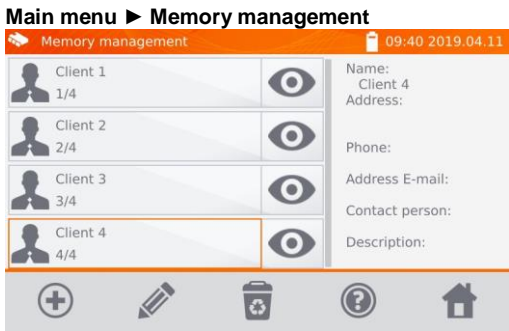 Main menu ► Memory management
Memory management
09:40 2019.04.11
Client 1
1/4
Client 2
2/4
Client 3
3/4
Client 4
4/4
Name:
Client 4
Address:
Phone:
Address E-mail:
Contact person:
Description: